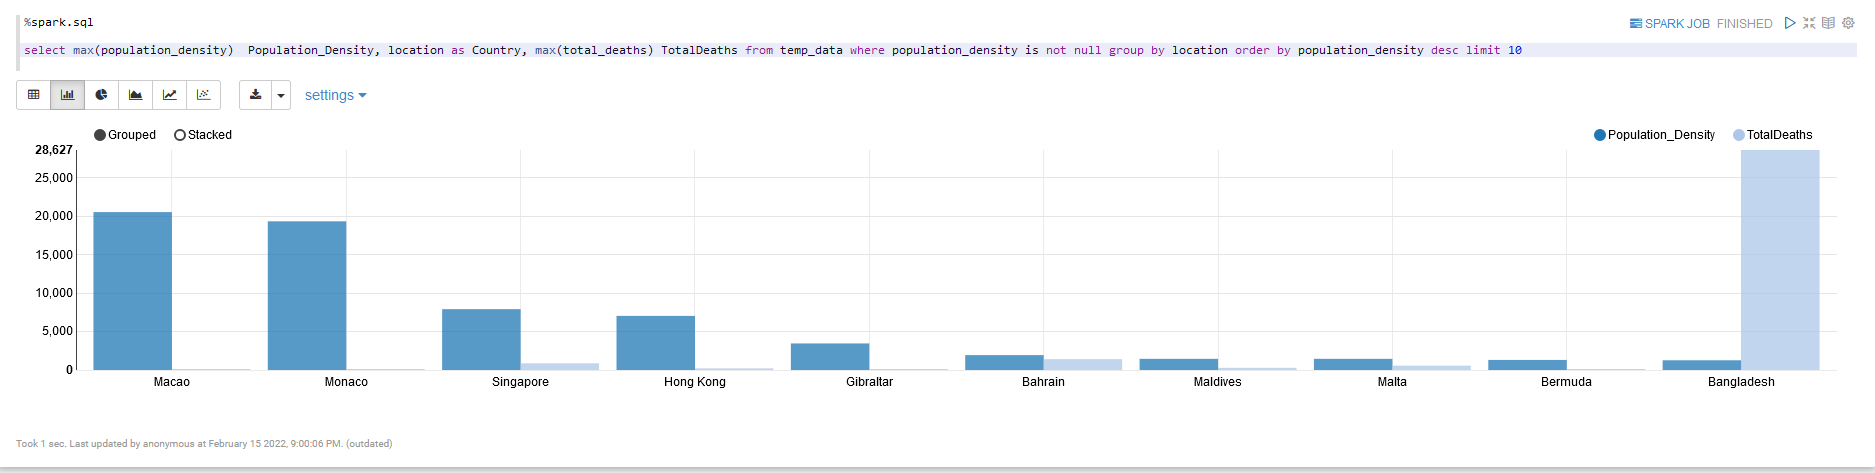 %spark.sql
SPARK JOB FINISHED
select max(population_density)  Population_Density, location as Country, max(total_deaths) TotalDeaths from temp_data where population_density is not null group by location order by population_density desc limit 10
settings
Grouped Stacked
Population_Density TotalDeaths
28,627
25,000
20,000
15,000
10,000
5,000
0
Macao Monaco Singapore Hong Kong Gibraltar Bahrain Maldives Malta Bermuda Bangladesh
Took 1 sec. Last updated by anonymous at February 15 2022, 9:00:06 PM. (outdated)